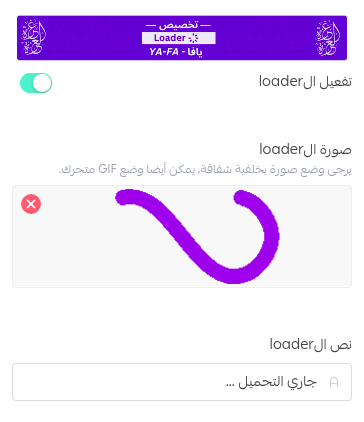 — تخصيص —
Loader
يافا - YA-FA
تفعيل الloader
صورة الloader
يرجى وضع صورة بخلفية شفافة, يمكن أيضا وضع GIF متحرك.
نص الloader
جاري التحميل ...